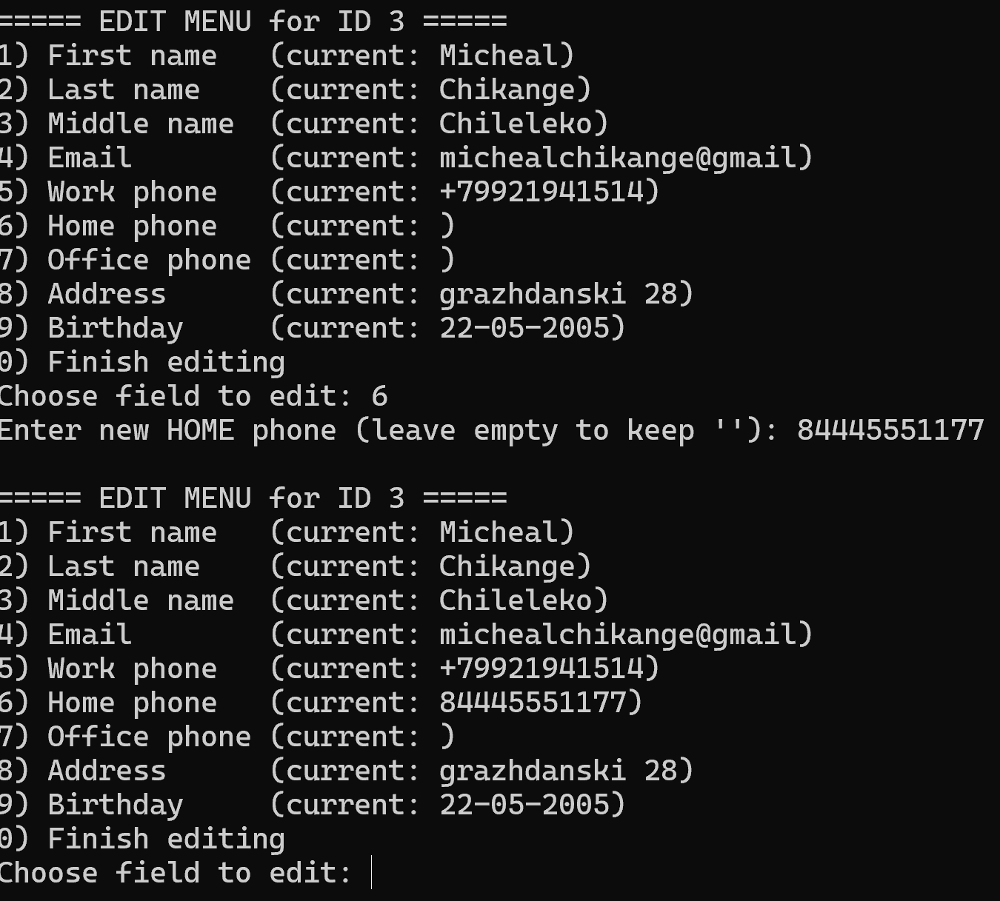 ===== EDIT MENU for ID 3 =====
1) First name   (current: Micheal)
2) Last name    (current: Chikange)
3) Middle name  (current: Chileleko)
4) Email        (current: michealchikange@gmail)
5) Work phone   (current: +79921941514)
6) Home phone   (current: )
7) Office phone (current: )
8) Address      (current: grazhdanski 28)
9) Birthday     (current: 22-05-2005)
0) Finish editing
Choose field to edit: 6
Enter new HOME phone (leave empty to keep ''): 84445551177
===== EDIT MENU for ID 3 =====
1) First name   (current: Micheal)
2) Last name    (current: Chikange)
3) Middle name  (current: Chileleko)
4) Email        (current: michealchikange@gmail)
5) Work phone   (current: +79921941514)
6) Home phone   (current: 84445551177)
7) Office phone (current: )
8) Address      (current: grazhdanski 28)
9) Birthday     (current: 22-05-2005)
0) Finish editing
Choose field to edit: